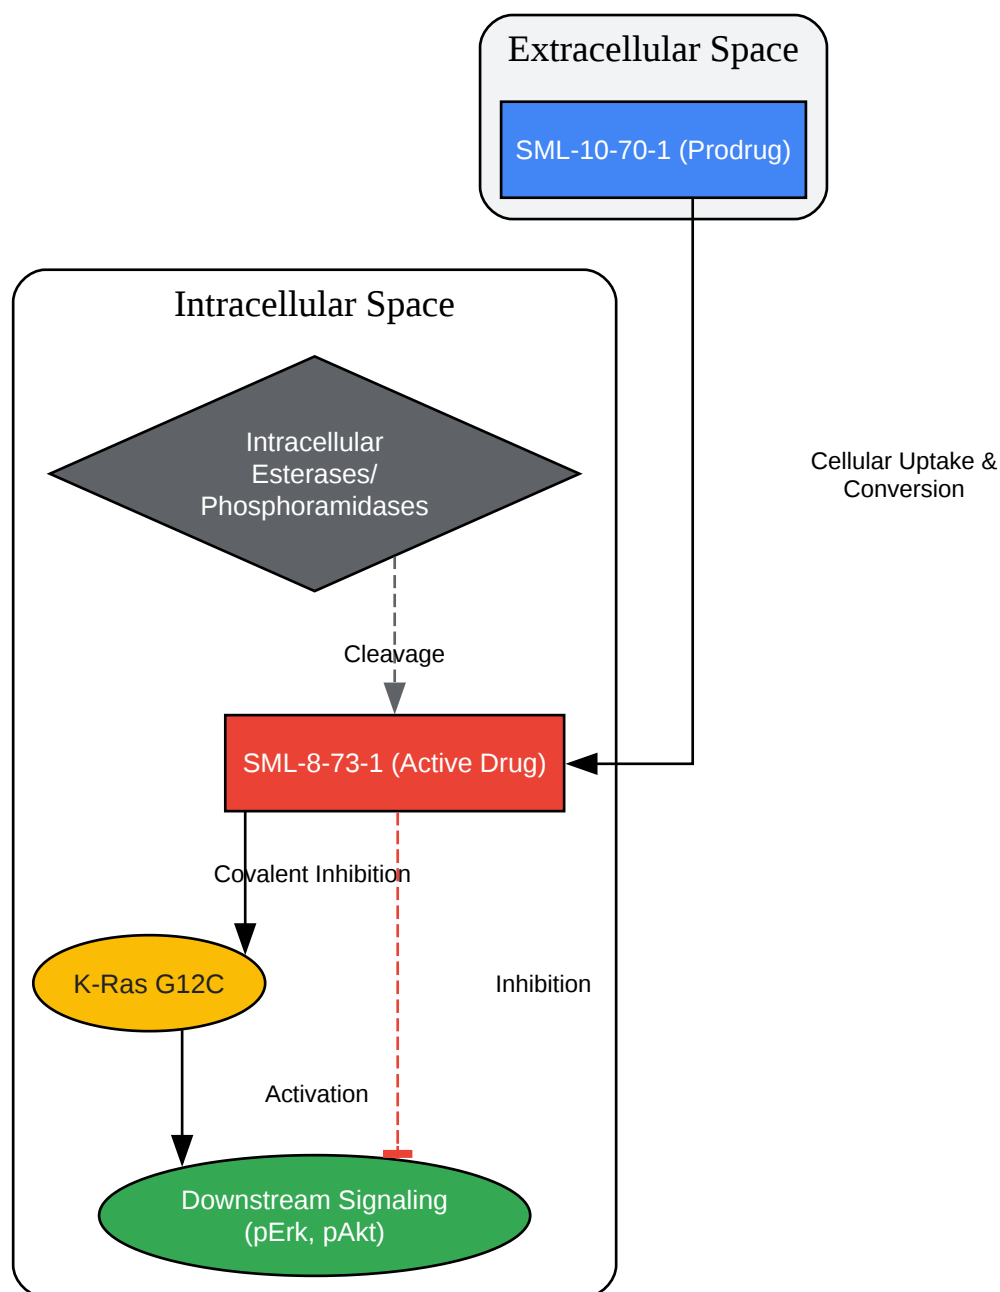 Extracellular Space
SML-10-70-1 (Prodrug)
Intracellular Space
Intracellular
Esterases/
Phosphoramidases
Cellular Uptake &
Conversion
Cleavage
SML-8-73-1 (Active Drug)
Covalent Inhibition
K-Ras G12C
Inhibition
Activation
Downstream Signaling
(pErk, pAkt)